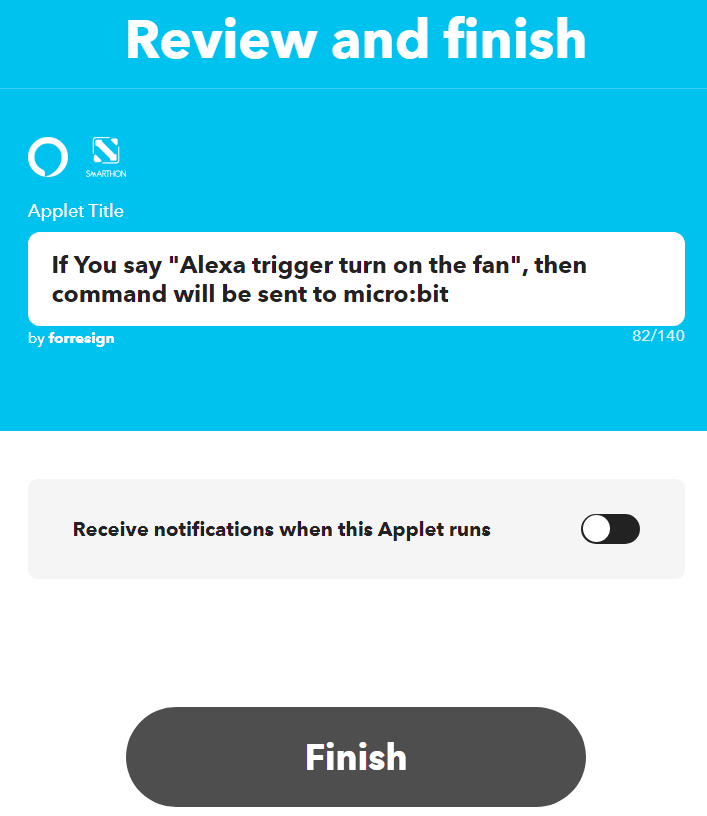 Review and finish
SMARTHON
Applet Title
If You say "Alexa trigger turn on the fan", then
command will be sent to micro:bit
by forresign
82/140
Receive notifications when this Applet runs
Finish